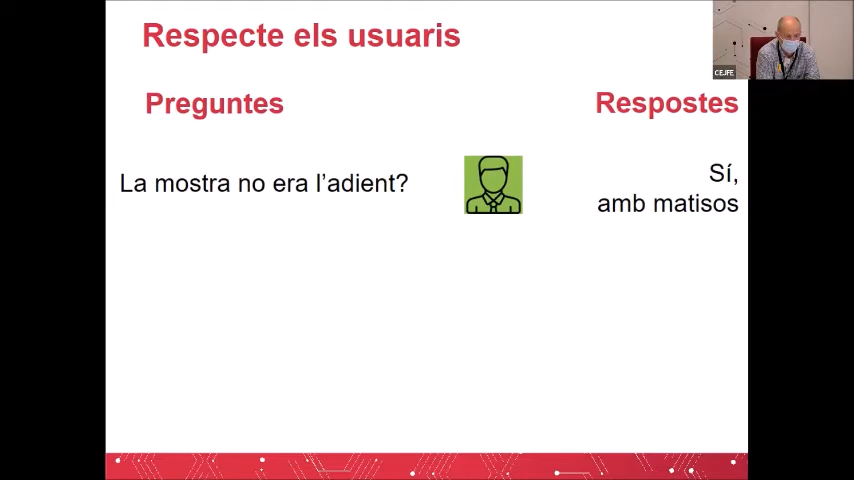 Respecte els usuaris
Preguntes
Respostes
La mostra no era l'adient?
Sí,
amb matisos
CEJFE